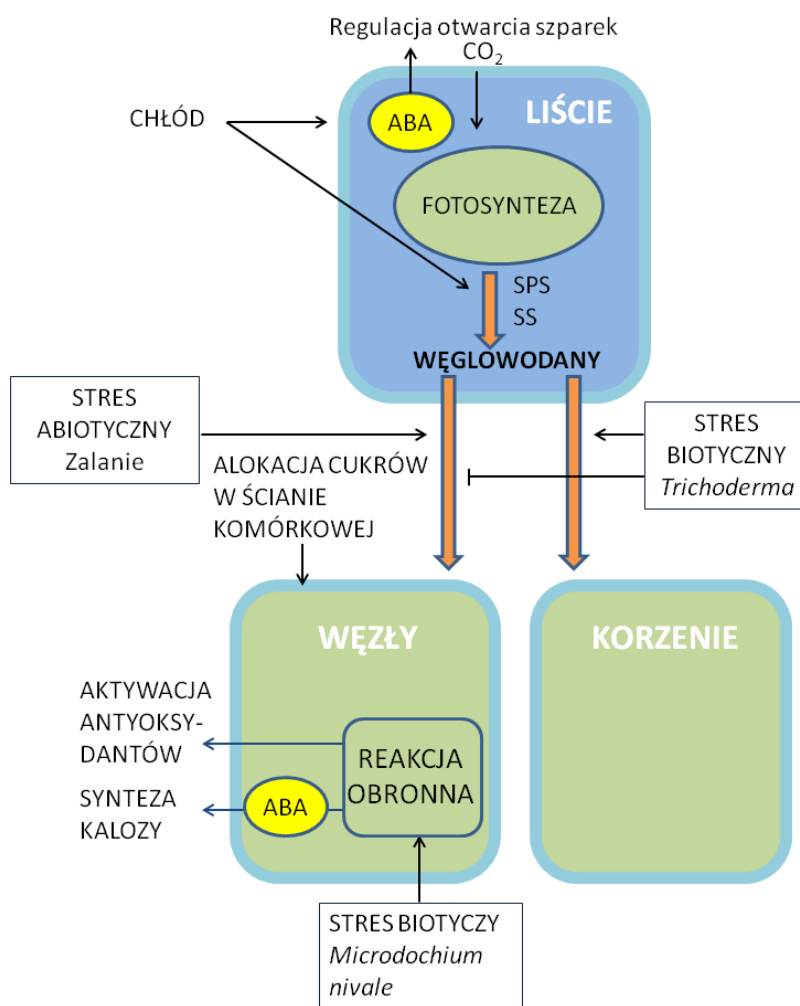 Regulacja otwarcia szparek
CO₂
CHŁÓD
ABA
LIŚCIE
FOTOSYNTEZA
SPS
SS
WĘGLOWODANY
STRES
ABIOTYCZNY
Zalanie
STRES
BIOTYCZNY
Trichoderma
ALOKACJA CUKRÓW
W ŚCIANIE
KOMÓRKOWEJ
WĘZŁY
KORZENIE
AKTYWACJA
ANTYOKSY-
DANTÓW
REAKCJA
OBRONNA
SYNTEZA
KALOZY
ABA
STRES BIOTYCZY
Microdochium
nivale